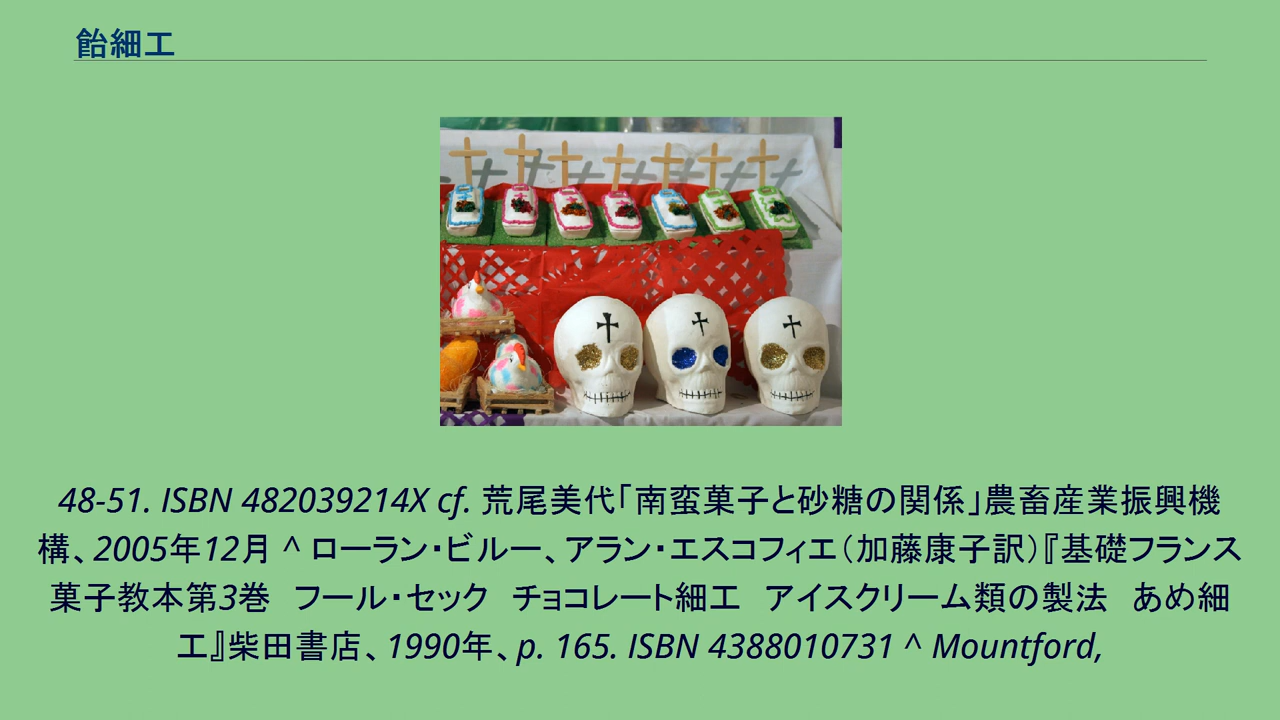 飴細工
48-51. ISBN 482039214X cf. 荒尾美代「南蛮菓子と砂糖の関係」農畜産業振興機
構、2005年12月 ^ ローラン・ビルー、アラン・エスコフィエ（加藤康子訳）『基礎フランス
菓子教本第3巻　フール・セック　チョコレート細工　アイスクリーム類の製法　あめ細
工』柴田書店、1990年、p. 165. ISBN 4388010731 ^ Mountford,